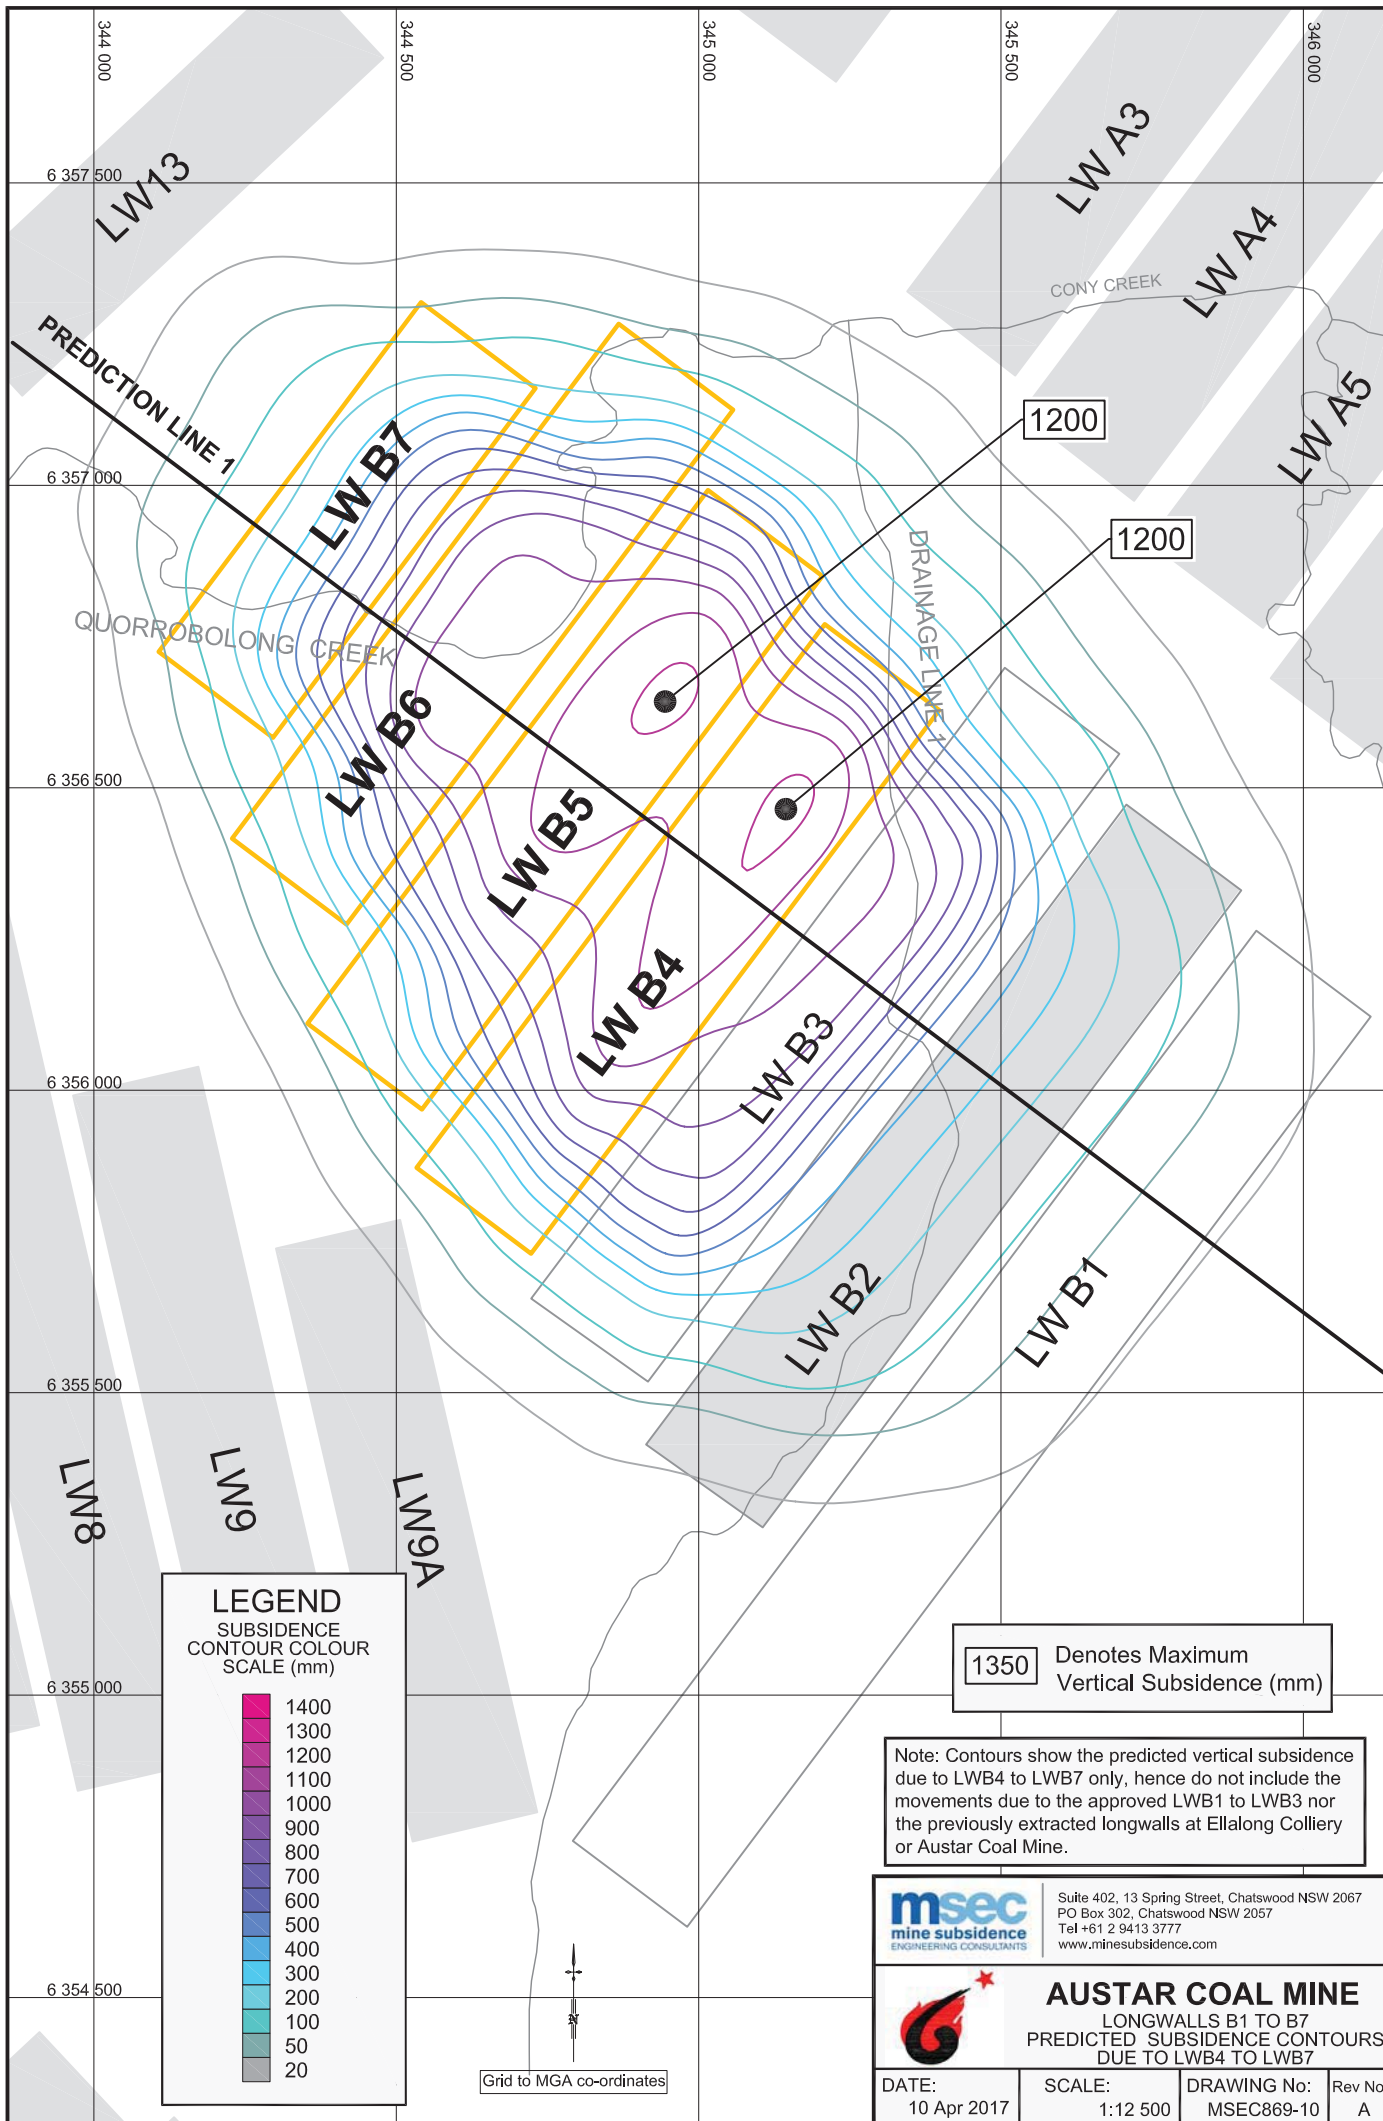 344 000
344 500
345 000
345 500
346 000
LW A3
6 357 500
LW13
LW A4
CONY CREEK
PREDICTION LINE 1
LW A5
1200
LW B7
6 357 000
1200
DRAINAGE LINE 1
QUORROBOLONG CREEK
LW B6
6 356 500
LW B5
LW B4
LW B3
6 356 000
LW B2
LW B1
6 355 500
LW8
LW9
LW9A
LEGEND
SUBSIDENCE
CONTOUR COLOUR
SCALE (mm)
1400
1300
1200
1100
1000
900
800
700
600
500
400
300
200
100
50
20
6 355 000
6 354 500
1350 Denotes Maximum
Vertical Subsidence (mm)
Note: Contours show the predicted vertical subsidence
due to LWB4 to LWB7 only, hence do not include the
movements due to the approved LWB1 to LWB3 nor
the previously extracted longwalls at Ellalong Colliery
or Austar Coal Mine.
N
Grid to MGA co-ordinates
msec
mine subsidence
ENGINEERING CONSULTANTS
Suite 402, 13 Spring Street, Chatswood NSW 2067
PO Box 302, Chatswood NSW 2057
Tel +61 2 9413 3777
www.minesubsidence.com
AUSTAR COAL MINE
LONGWALLS B1 TO B7
PREDICTED SUBSIDENCE CONTOURS
DUE TO LWB4 TO LWB7
DATE:
10 Apr 2017
SCALE:
1:12 500
DRAWING No:
MSEC869-10
Rev No
A